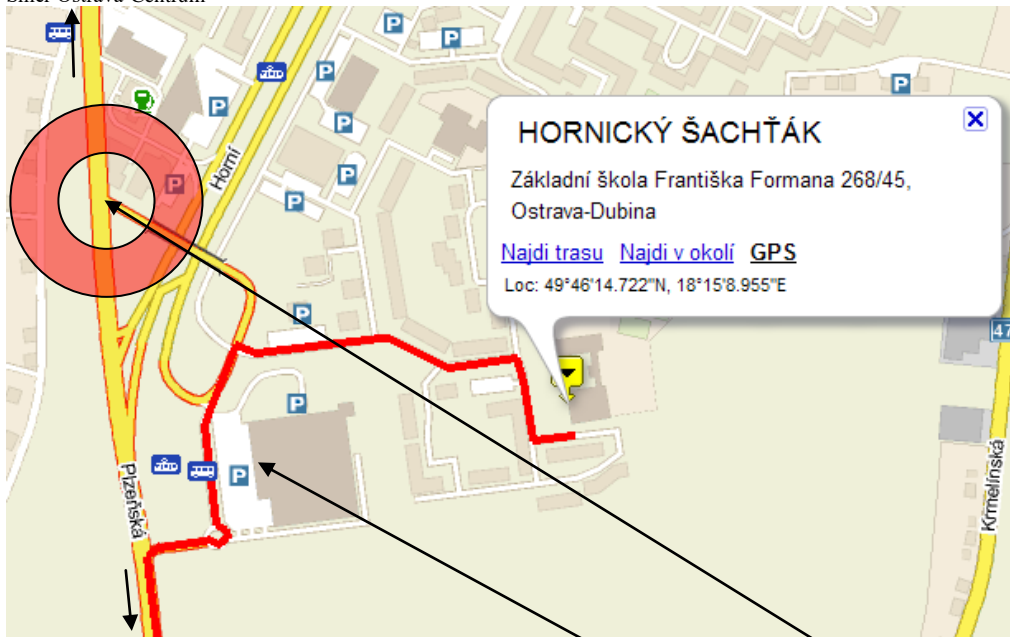 Směr Ostrava-Centrum
P
P
P
P
P
P
P
P
P
Horní
HORNICKÝ ŠACHŤÁK
Základní škola Františka Formana 268/45,
Ostrava-Dubina
Najdi trasu Najdi v okolí GPS
Loc: 49°46'14.722"N, 18°15'8.955"E
P
47
P
P
Plzeňská
Krmelínská